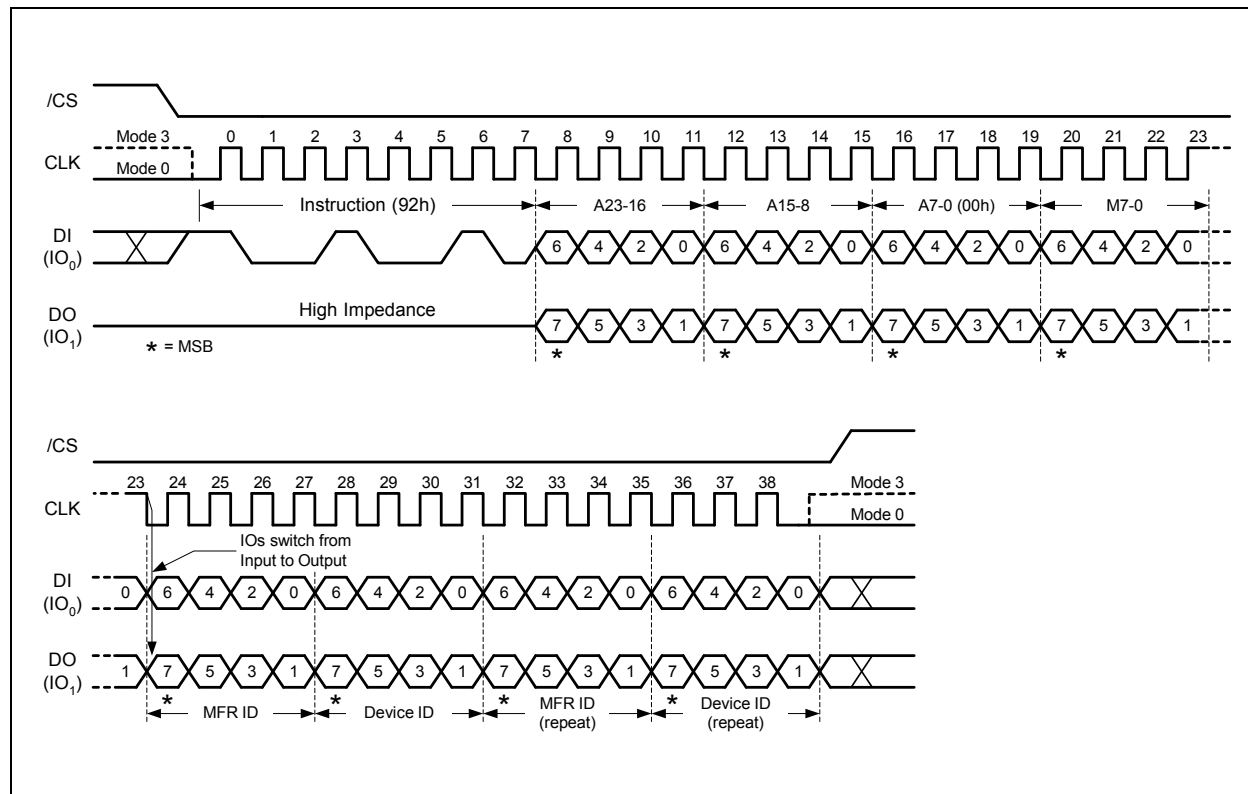 /CS
Mode 3 0 1 2 3 4 5 6 7 8 9 10 11 12 13 14 15 16 17 18 19 20 21 22 23
CLK
Mode 0
Instruction (92h) A23-16 A15-8 A7-0 (00h) M7-0
DI
(IO0) 6 4 2 0 6 4 2 0 6 4 2 0 6 4 2 0
High Impedance
DO
(IO1) 7 5 3 1 7 5 3 1 7 5 3 1 7 5 3 1
* = MSB * * * *
/CS
23 24 25 26 27 28 29 30 31 32 33 34 35 36 37 38 Mode 3
CLK
Mode 0
IOs switch from
Input to Output
DI
(IO0) 0 6 4 2 0 6 4 2 0 6 4 2 0 6 4 2 0
DO
(IO1) 1 7 5 3 1 7 5 3 1 7 5 3 1 7 5 3 1
* * * *
MFR ID Device ID MFR ID
(repeat) Device ID
(repeat)